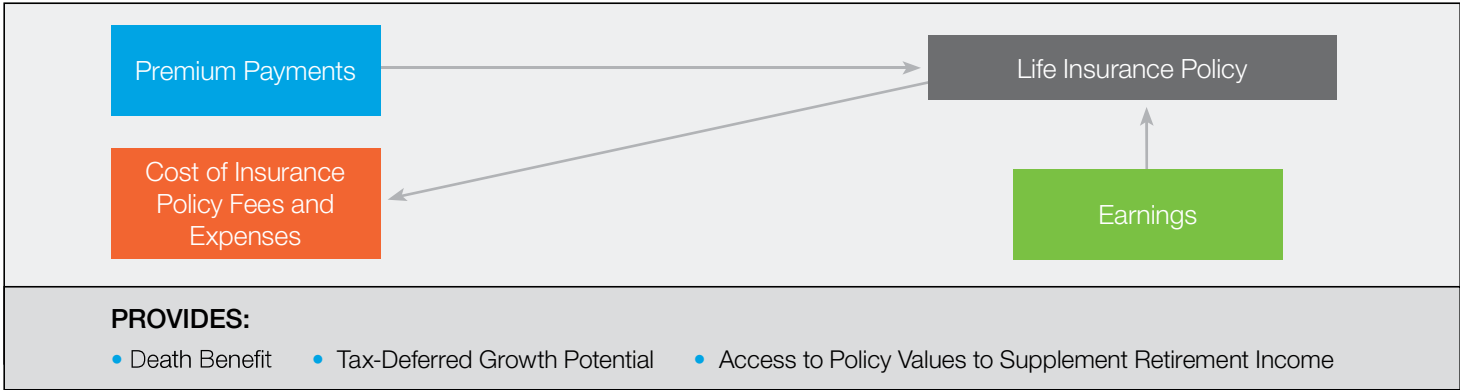 Premium Payments
Life Insurance Policy
Cost of Insurance
Policy Fees and
Expenses
Earnings
PROVIDES:
• Death Benefit • Tax-Deferred Growth Potential • Access to Policy Values to Supplement Retirement Income